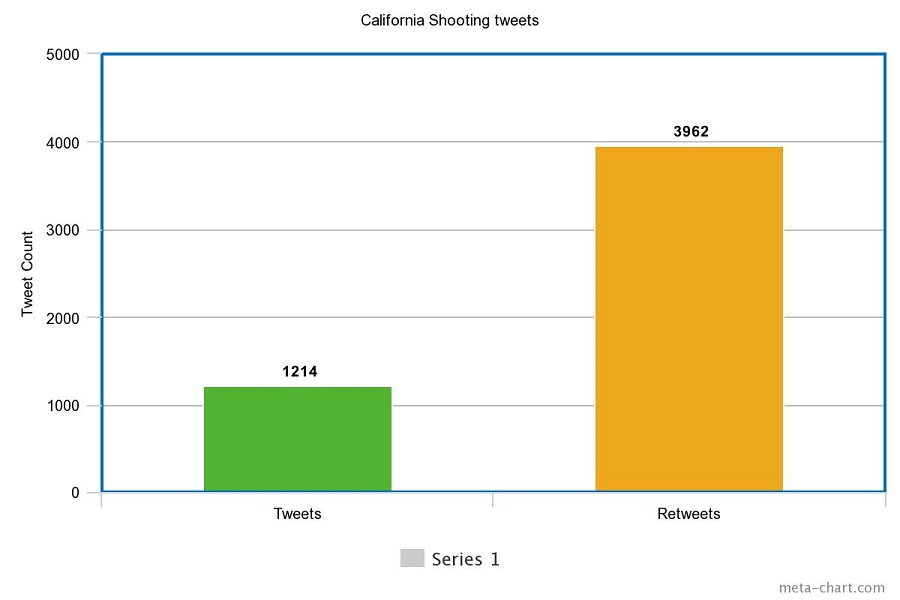 California Shooting tweets
5000
4000
3000
2000
1000
0
Tweet Count
1214
3962
Tweets
Retweets
Series 1
meta-chart.com